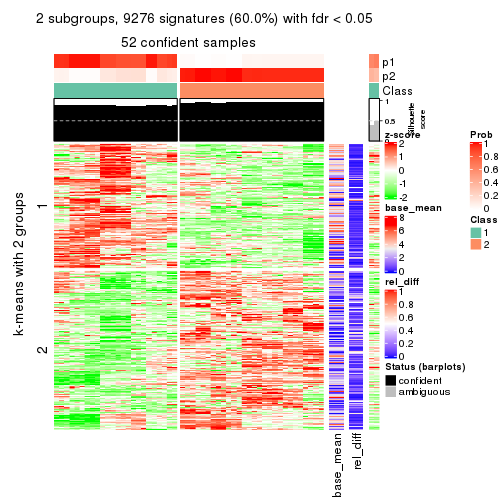 2 subgroups, 9276 signatures (60.0%) with fdr < 0.05
52 confident samples
p1
p2
Class
1
0.5
0
Silhouette
score
k-means with 2 groups
1
2
base_mean
rel_diff
z-score
2
1
0
-1
-2
base_mean
8
6
4
2
0
rel_diff
1
0.8
0.6
0.4
0.2
0
Status (barplots)
confident
ambiguous
Prob
1
0.8
0.6
0.4
0.2
0
Class
1
2